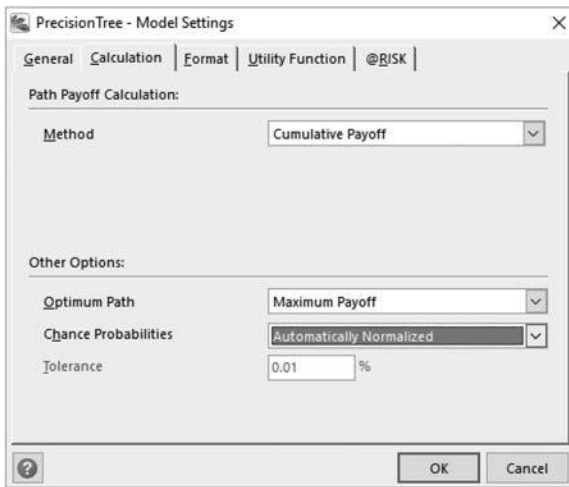 PrecisionTree - Model Settings
General Calculation Format Utility Function @RISK
Path Payoff Calculation:
Method Cumulative Payoff
Other Options:
Optimum Path Maximum Payoff
Chance Probabilities Automatically Normalized
Tolerance 0.01 %
? OK Cancel